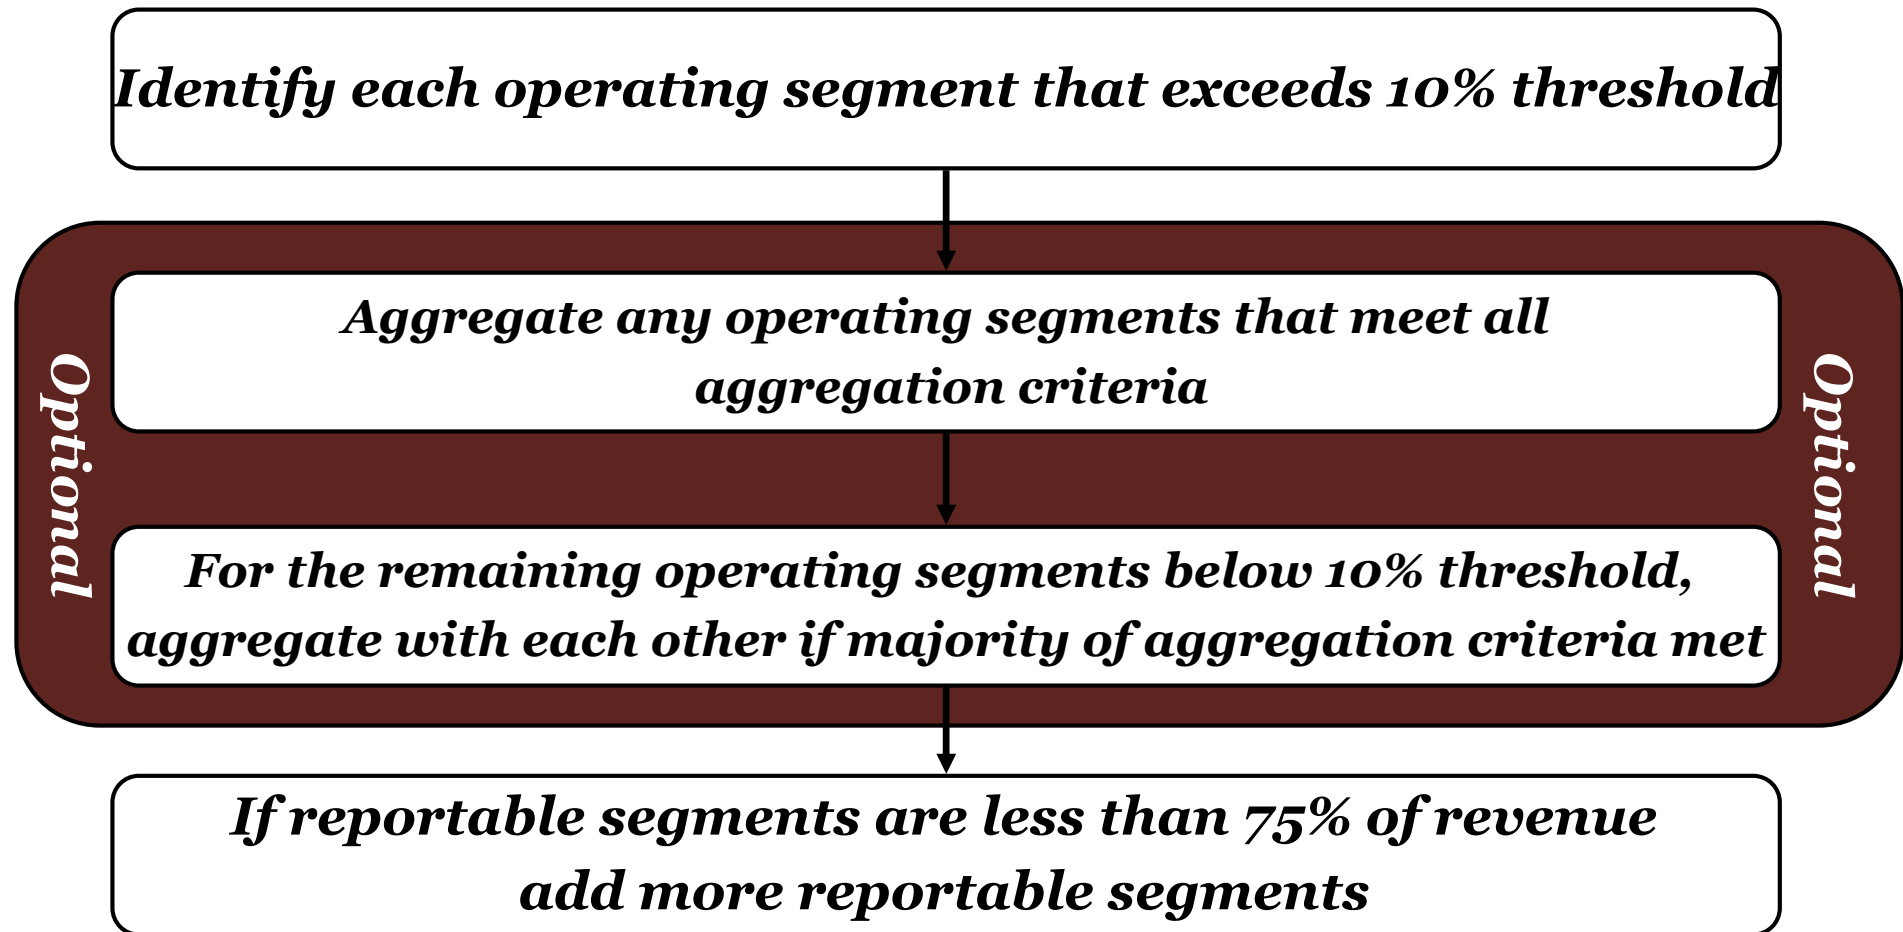 Identify each operating segment that exceeds 10% threshold
Aggregate any operating segments that meet all
aggregation criteria
Optional
Optional
For the remaining operating segments below 10% threshold,
aggregate with each other if majority of aggregation criteria met
If reportable segments are less than 75% of revenue
add more reportable segments